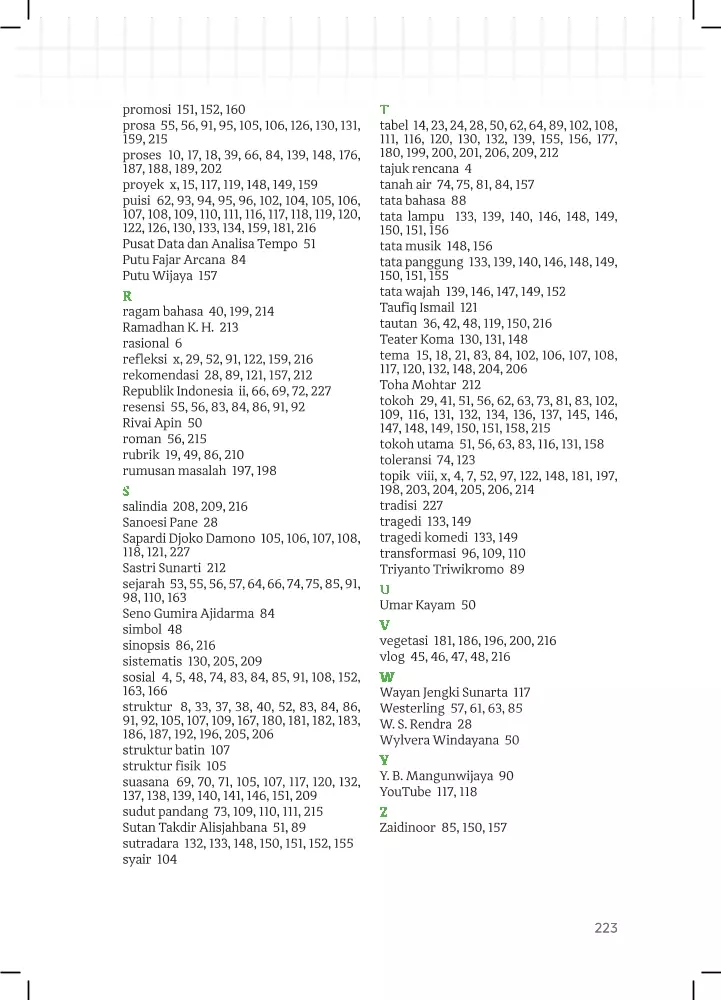 promosi 151, 152, 160
prosa 55, 56, 91, 95, 105, 106, 126, 130, 131,
159, 215
proses 10, 17, 18, 39, 66, 84, 139, 148, 176,
187, 188, 189, 202
proyek x, 15, 117, 119, 148, 149, 159
puisi 62, 93, 94, 95, 96, 102, 104, 105, 106,
107, 108, 109, 110, 111, 116, 117, 118, 119, 120,
122, 126, 130, 133, 134, 159, 181, 216
Pusat Data dan Analisa Tempo 51
Putu Fajar Arcana 84
Putu Wijaya 157
R
ragam bahasa 40, 199, 214
Ramadhan K. H. 213
rasional 6
refleksi x, 29, 52, 91, 122, 159, 216
rekomendasi 28, 89, 121, 157, 212
Republik Indonesia ii, 66, 69, 72, 227
resensi 55, 56, 83, 84, 86, 91, 92
Rivai Apin 50
roman 56, 215
rubrik 19, 49, 86, 210
rumusan masalah 197, 198
S
salindia 208, 209, 216
Sanoesi Pane 28
Sapardi Djoko Damono 105, 106, 107, 108,
118, 121, 227
Sastri Sunarti 212
sejarah 53, 55, 56, 57, 64, 66, 74, 75, 85, 91,
98, 110, 163
Seno Gumira Ajidarma 84
simbol 48
sinopsis 86, 216
sistematis 130, 205, 209
sosial 4, 5, 48, 74, 83, 84, 85, 91, 108, 152,
163, 166
struktur 8, 33, 37, 38, 40, 52, 83, 84, 86,
91, 92, 105, 107, 109, 167, 180, 181, 182, 183,
186, 187, 192, 196, 205, 206
struktur batin 107
struktur fisik 105
suasana 69, 70, 71, 105, 107, 117, 120, 132,
137, 138, 139, 140, 141, 146, 151, 209
sudut pandang 73, 109, 110, 111, 215
Sutan Takdir Alisjahbana 51, 89
sutradara 132, 133, 148, 150, 151, 152, 155
syair 104
T
tabel 14, 23, 24, 28, 50, 62, 64, 89, 102, 108,
111, 116, 120, 130, 132, 139, 155, 156, 177,
180, 199, 200, 201, 206, 209, 212
tajuk rencana 4
tanah air 74, 75, 81, 84, 157
tata bahasa 88
tata lampu 133, 139, 140, 146, 148, 149,
150, 151, 156
tata musik 148, 156
tata panggung 133, 139, 140, 146, 148, 149,
150, 151, 155
tata wajah 139, 146, 147, 149, 152
Taufiq Ismail 121
tautan 36, 42, 48, 119, 150, 216
Teater Koma 130, 131, 148
tema 15, 18, 21, 83, 84, 102, 106, 107, 108,
117, 120, 132, 148, 204, 206
Toha Mohtar 212
tokoh 29, 41, 51, 56, 62, 63, 73, 81, 83, 102,
109, 116, 131, 132, 134, 136, 137, 145, 146,
147, 148, 149, 150, 151, 158, 215
tokoh utama 51, 56, 63, 83, 116, 131, 158
toleransi 74, 123
topik viii, x, 4, 7, 52, 97, 122, 148, 181, 197,
198, 203, 204, 205, 206, 214
tradisi 227
tragedi 133, 149
tragedi komedi 133, 149
transformasi 96, 109, 110
Triyanto Triwikromo 89
U
Umar Kayam 50
V
vegetasi 181, 186, 196, 200, 216
vlog 45, 46, 47, 48, 216
W
Wayan Jengki Sunarta 117
Westerling 57, 61, 63, 85
W. S. Rendra 28
Wylvera Windayana 50
Y
Y. B. Mangunwijaya 90
YouTube 117, 118
Z
Zaidinoor 85, 150, 157
223